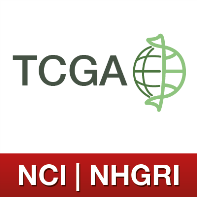 TCGA
NCI | NHGRI